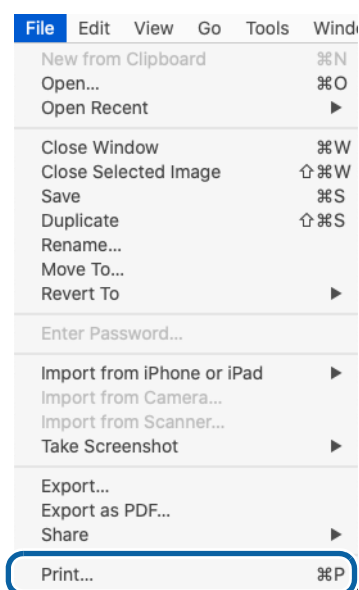 File Edit View Go Tools
New from Clipboard ⌘N
Open... ⌘O
Open Recent ▶
Close Window ⌘W
Close Selected Image ⇧⌘W
Save ⌘S
Duplicate ⇧⌘S
Rename...
Move To...
Revert To ▶
Enter Password...
Import from iPhone or iPad ▶
Import from Camera...
Import from Scanner...
Take Screenshot ▶
Export...
Export as PDF...
Share ▶
Print... ⌘P